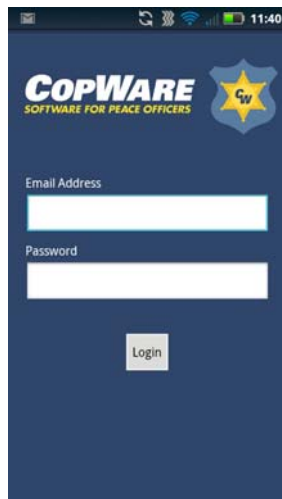 11:40
COPWARE
SOFTWARE FOR PEACE OFFICERS
CW
Email Address
Password
Login